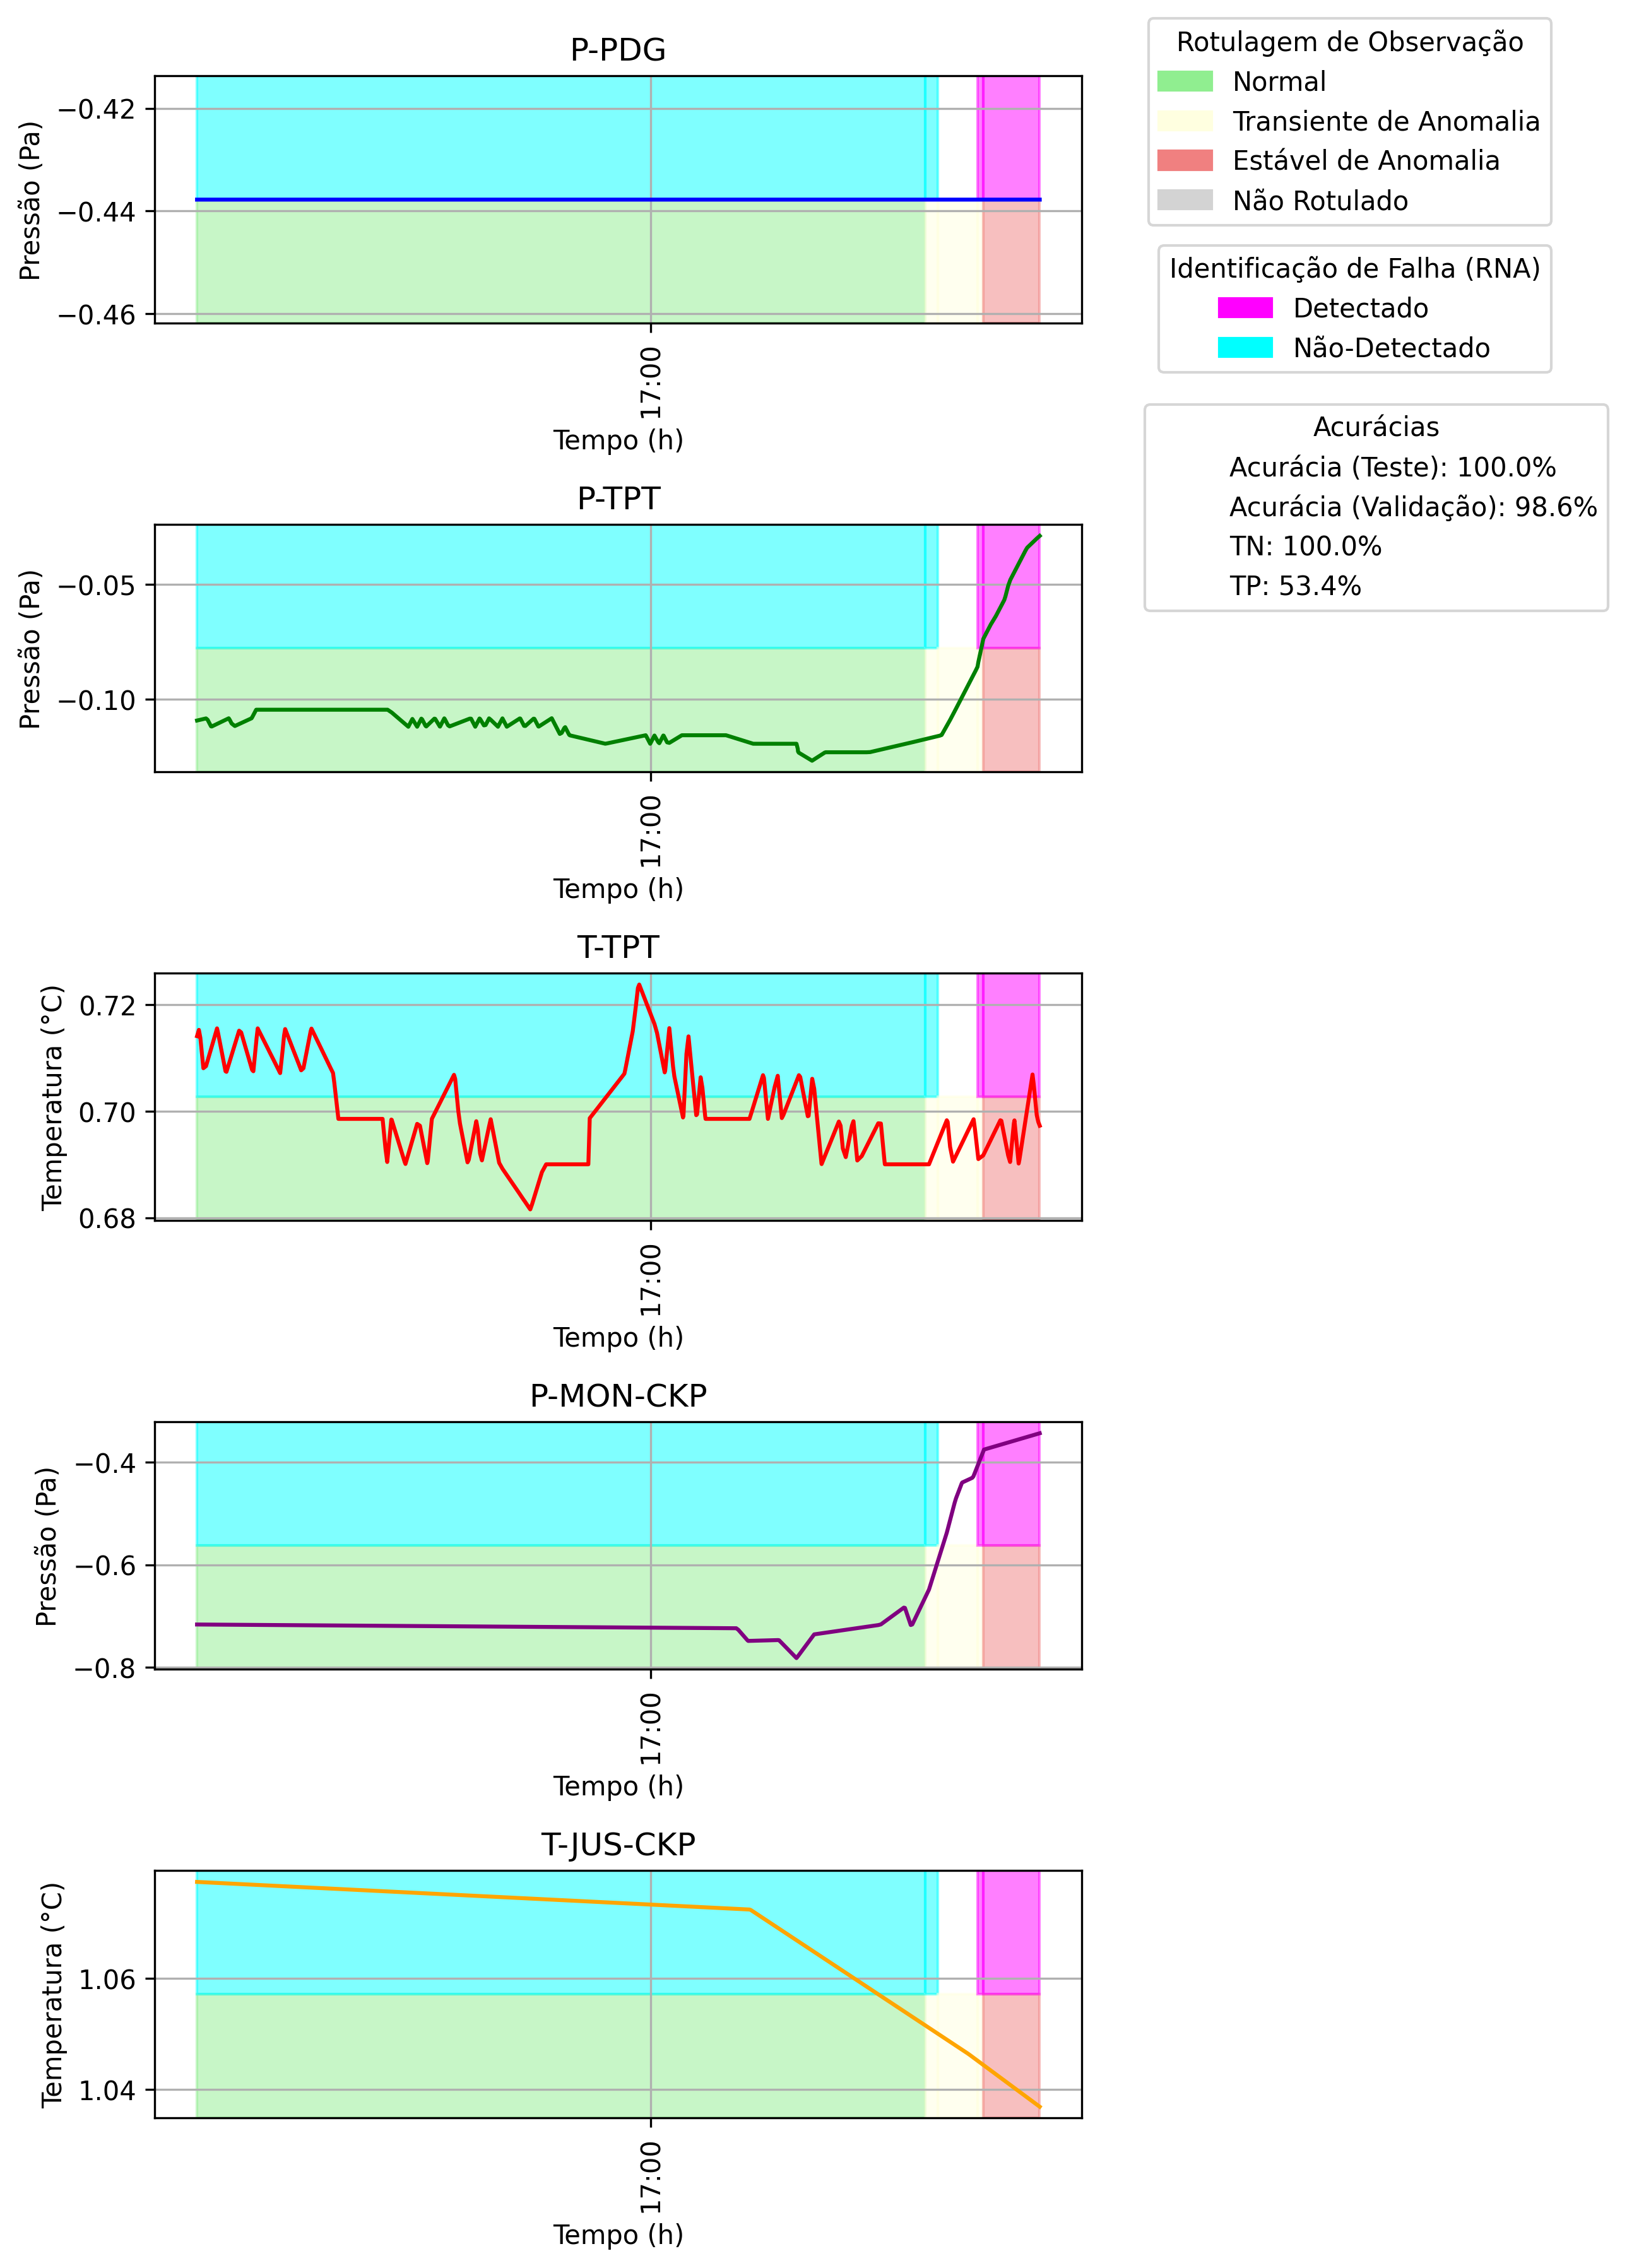 P-PDG
−0.42
−0.44
−0.46
Pressão (Pa)
17:00
Tempo (h)
P-TPT
−0.05
−0.10
Pressão (Pa)
17:00
Tempo (h)
T-TPT
0.72
0.70
0.68
Temperatura (°C)
17:00
Tempo (h)
P-MON-CKP
−0.4
−0.6
−0.8
Pressão (Pa)
17:00
Tempo (h)
T-JUS-CKP
1.06
1.04
Temperatura (°C)
17:00
Tempo (h)
Rotulagem de Observação
Normal
Transiente de Anomalia
Estável de Anomalia
Não Rotulado
Identificação de Falha (RNA)
Detectado
Não-Detectado
Acurácias
Acurácia (Teste): 100.0%
Acurácia (Validação): 98.6%
TN: 100.0%
TP: 53.4%